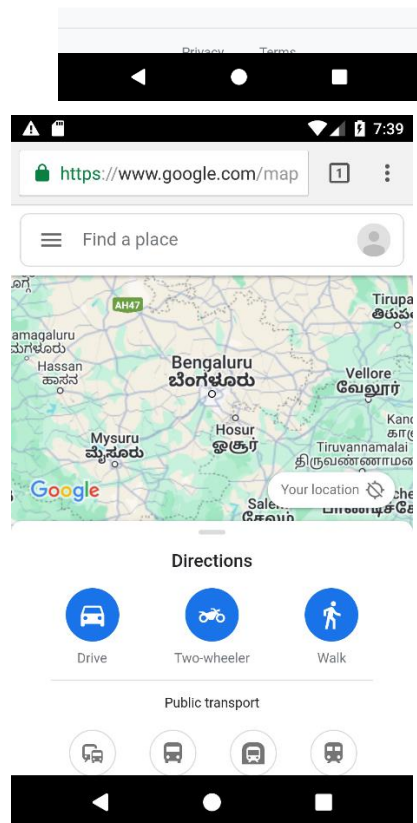 Privacy Terms
7:39
https://www.google.com/map
1
Find a place
AH47
Hassan
ಹಾಸನ
Bengaluru
ಬೆಂಗಳೂರು
Vellore
வேலூர்
Mysuru
ಮೈಸೂರು
Hosur
ஓசூர்
Tiruvannamalai
Google
Your location
Directions
Drive Two-wheeler Walk
Public transport